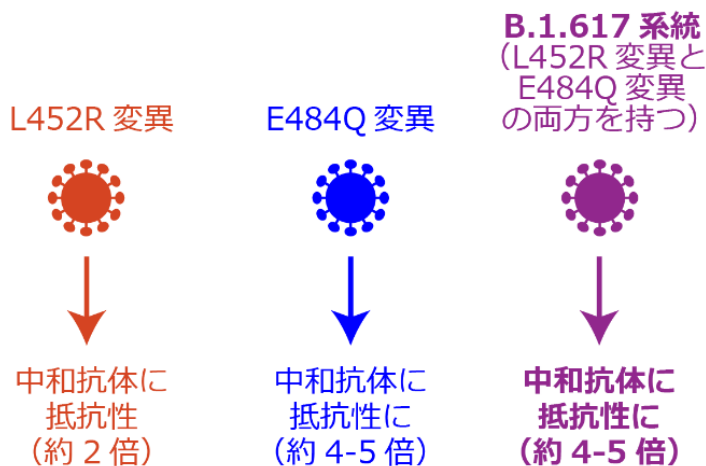 L452R 変異
中和抗体に
抵抗性
（約 2 倍）
E484Q 変異
中和抗体に
抵抗性に
（約 4-5 倍）
B.1.617 系統
（L452R 変異と
E484Q 変異
の両方を持つ）
中和抗体に
抵抗性に
（約 4-5 倍）